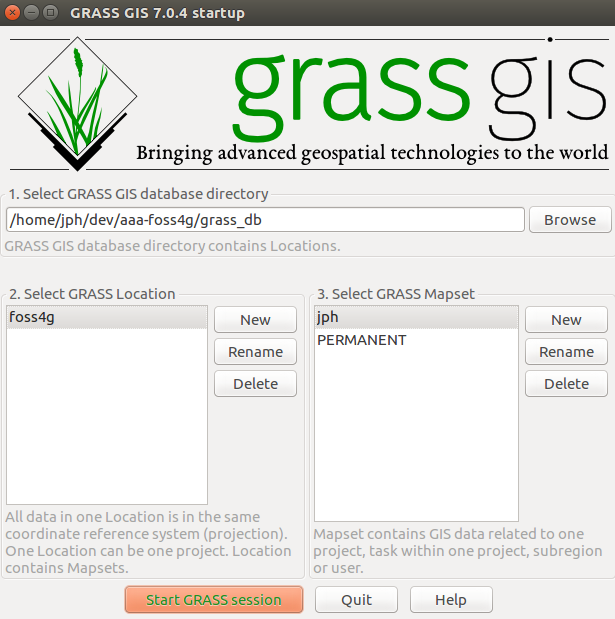 GRASS GIS 7.0.4 startup
grass gis
Bringing advanced geospatial technologies to the world
1. Select GRASS GIS database directory
/home/jph/dev/aaa-foss4g/grass_db
Browse
GRASS GIS database directory contains Locations.
2. Select GRASS Location
foss4g
New
Rename
Delete
All data in one Location is in the same
coordinate reference system (projection).
One Location can be one project. Location
contains Mapsets.
3. Select GRASS Mapset
jph
PERMANENT
New
Rename
Delete
Mapset contains GIS data related to one
project, task within one project, subregion
or user.
Start GRASS session
Quit
Help